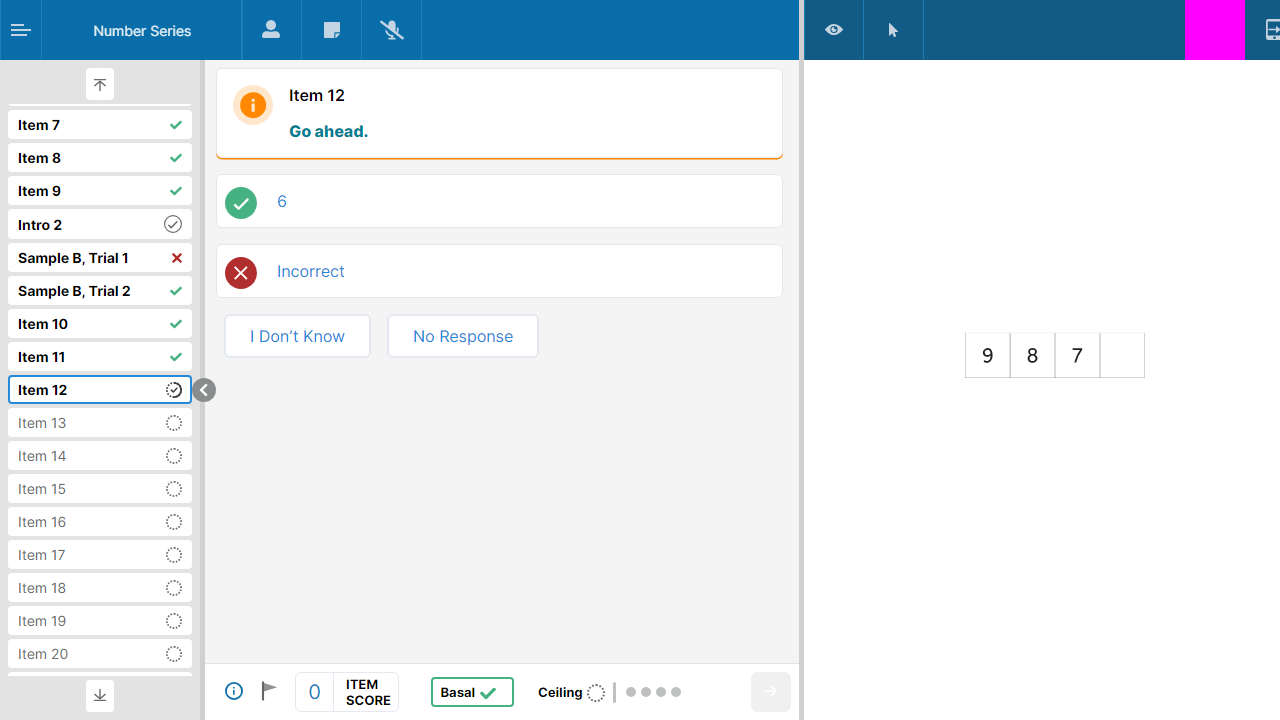 Number Series
Item 7
Item 8
Item 9
Intro 2
Sample B, Trial 1
Sample B, Trial 2
Item 10
Item 11
Item 12
Item 13
Item 14
Item 15
Item 16
Item 17
Item 18
Item 19
Item 20
Item 12
Go ahead.
6
Incorrect
I Don’t Know
No Response
0
ITEM
SCORE
Basal
Ceiling
9 8 7